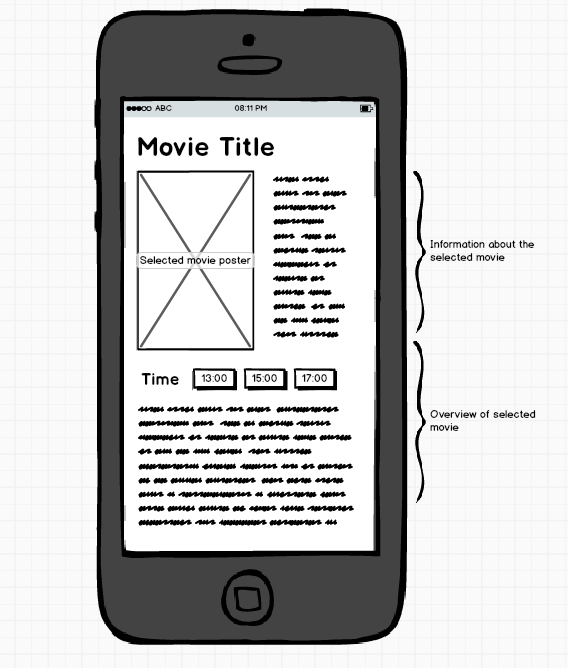 ABC 08:11 PM
Movie Title
Selected movie poster
Time 13:00 15:00 17:00
Information about the
selected movie
Overview of selected
movie